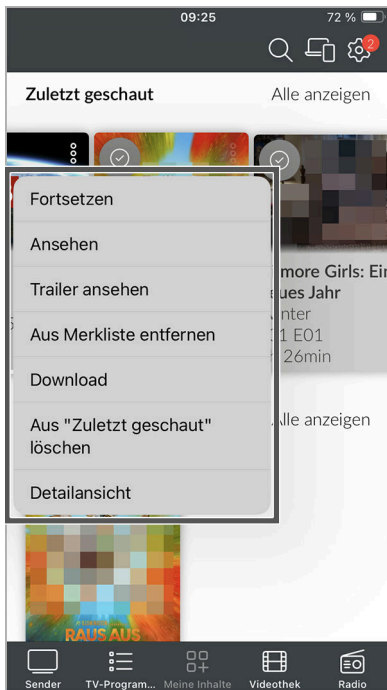 09:25
72 %
2
Zuletzt geschaut
Alle anzeigen
Fortsetzen
Ansehen
Trailer ansehen
Aus Merkliste entfernen
Download
Aus "Zuletzt geschaut"
löschen
Detailansicht
more Girls: Ei
ues Jahr
nter
1 E01
26min
Alle anzeigen
RAUS AUS
Sender
TV-Program...
Meine Inhalte
Videothek
Radio